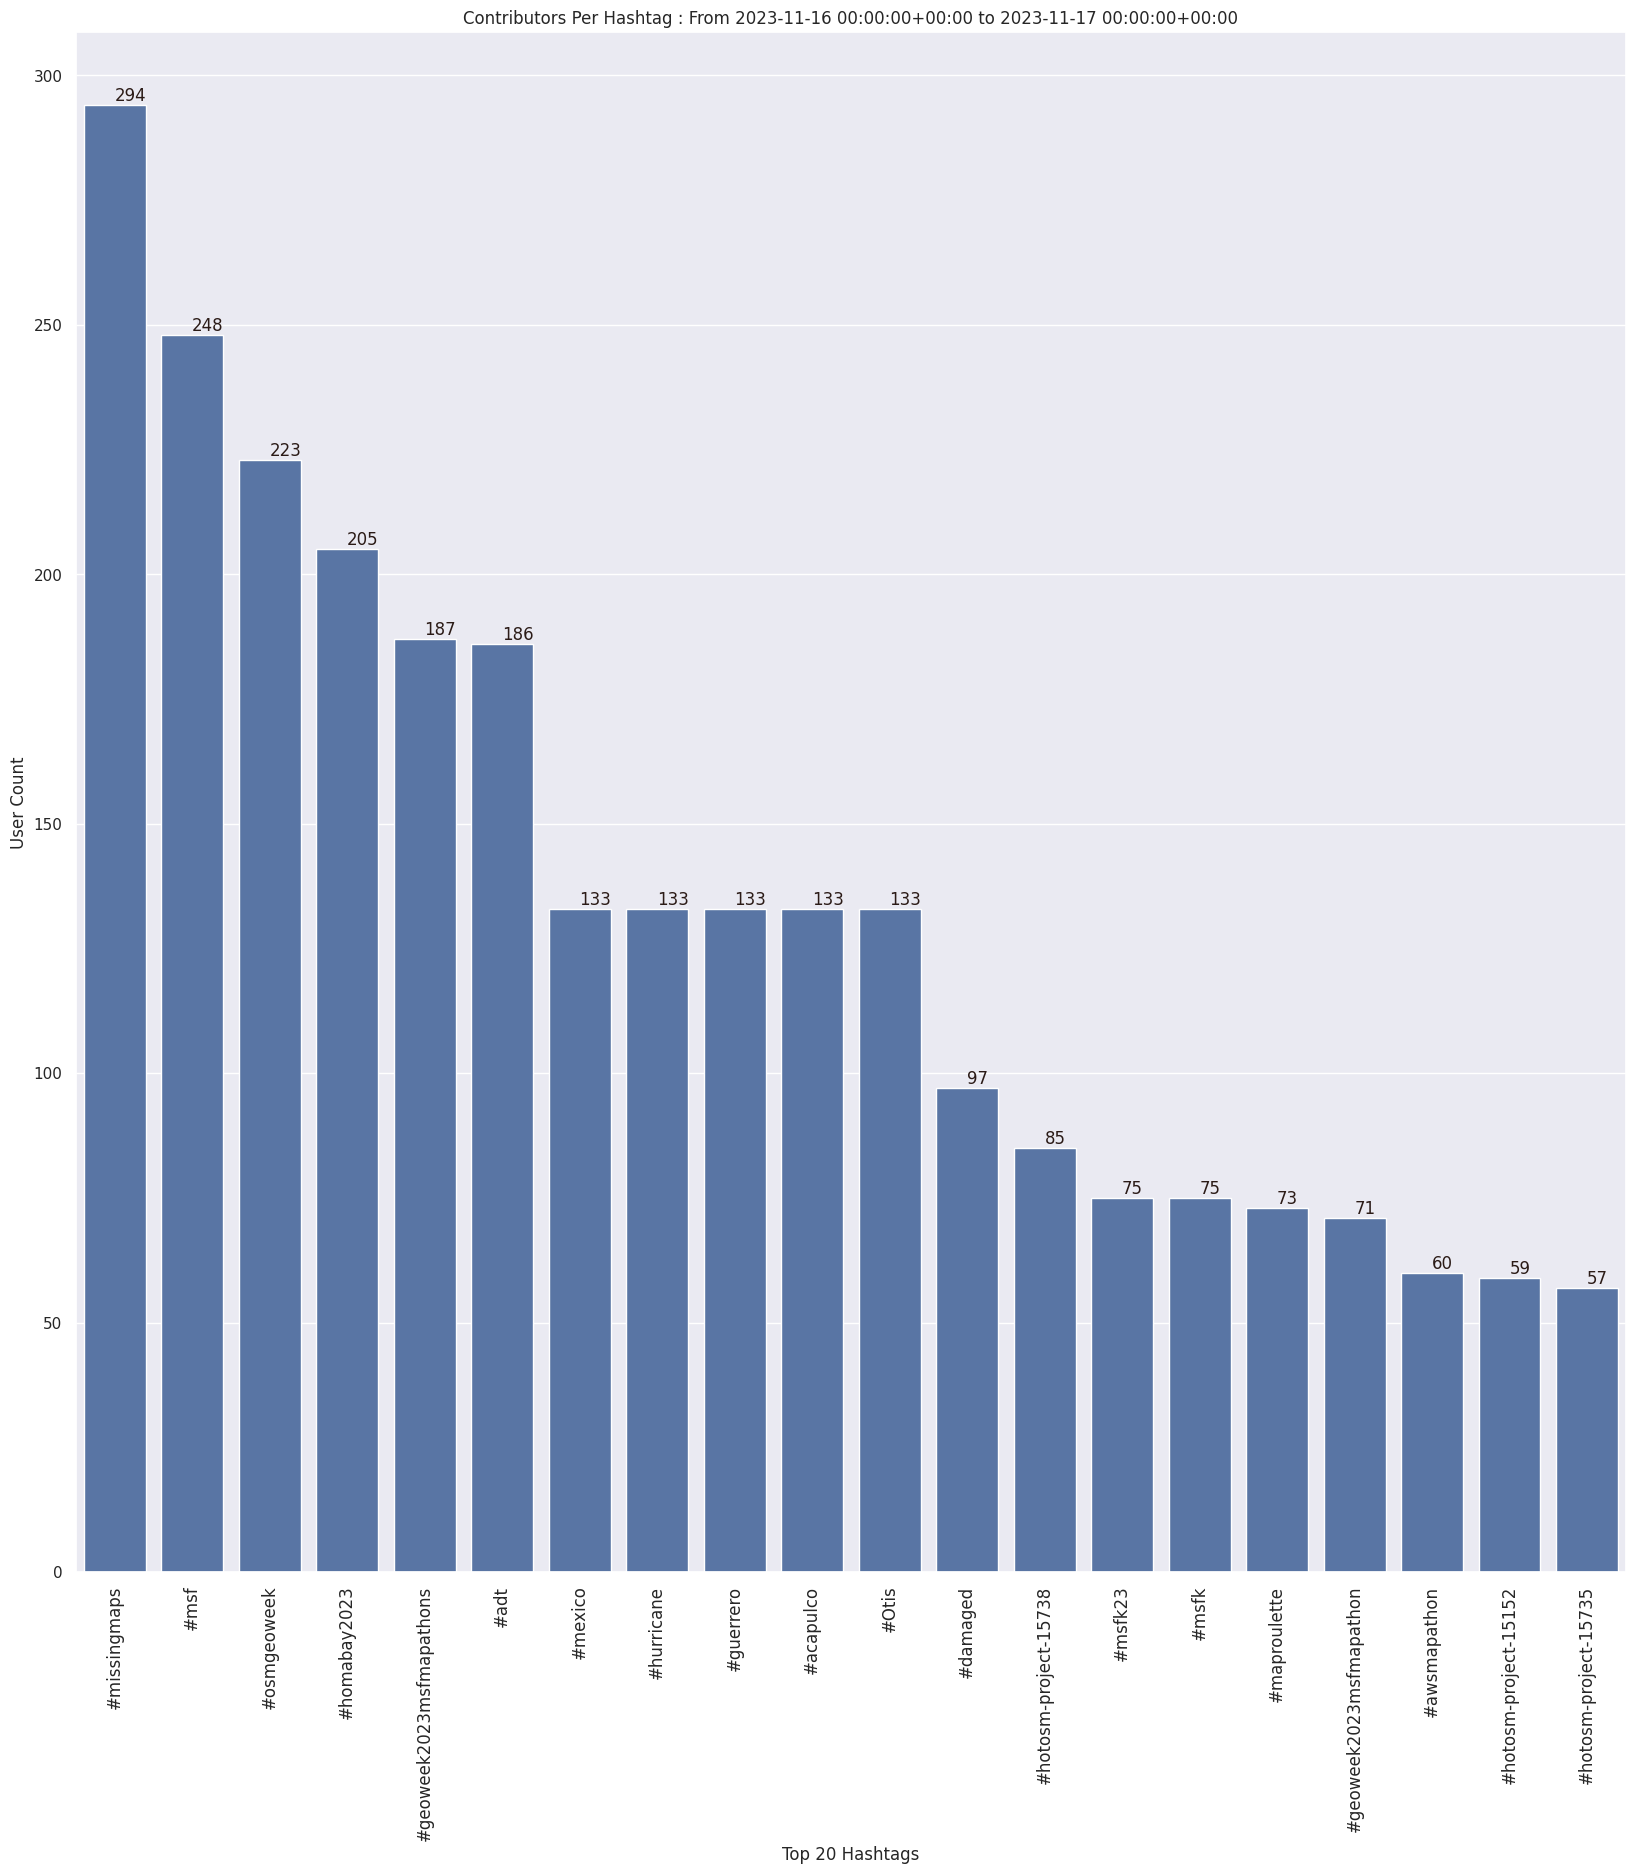 Contributors Per Hashtag : From 2023-11-16 00:00:00+00:00 to 2023-11-17 00:00:00+00:00
User Count
300
250
200
150
100
50
0
294
248
223
205
187
186
133
133
133
133
133
97
85
75
75
73
71
60
59
57
#missingmaps
#msf
#osmgeoweek
#homabay2023
#geoweek2023msfmapathons
#adt
#mexico
#hurricane
#guerrero
#acapulco
#Otis
#damaged
#hotosm-project-15738
#msfk23
#msfk
#maproulette
#geoweek2023msfmapathon
#awsmapathon
#hotosm-project-15152
#hotosm-project-15735
Top 20 Hashtags